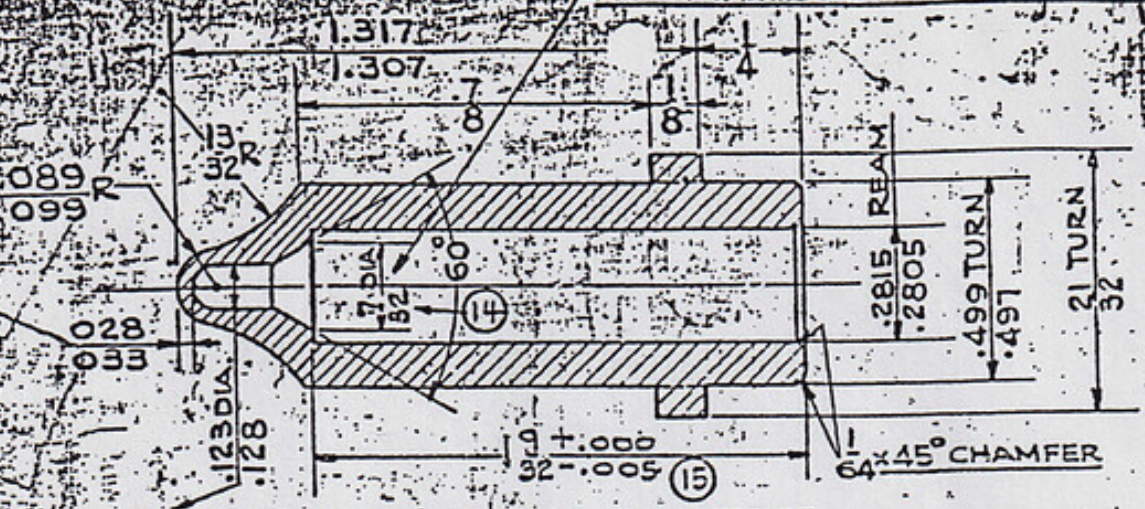 1.317
1.307
1
4
7
8
1
8
13 R
32
089 R
099
60°
7 DIA
32
14
028
033
.123 DIA.
.128
REAM
.2815
.2805
.499 TURN
.497
21 TURN
32
1 9 +.000
32 -.005
15
1
64 x 45° CHAMFER